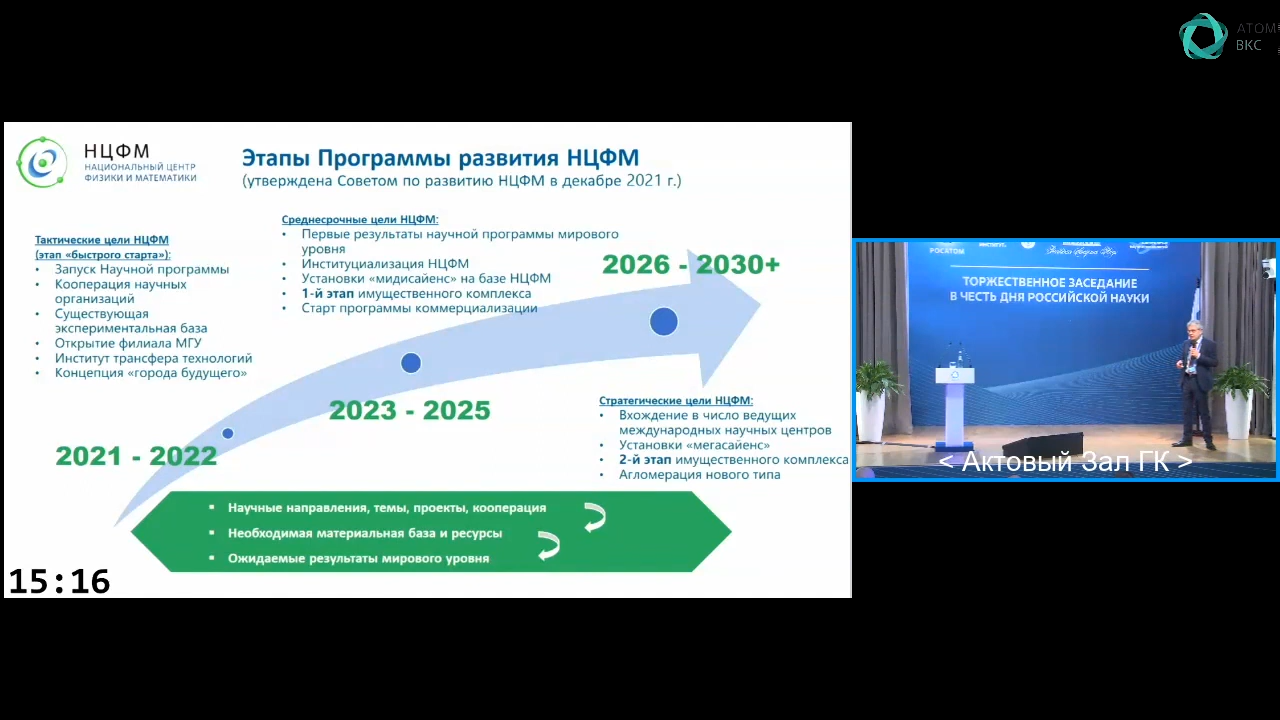 АТОМ
ВКС
НЦФМ
НАЦИОНАЛЬНЫЙ ЦЕНТР
ФИЗИКИ И МАТЕМАТИКИ
Этапы Программы развития НЦФМ
(утверждена Советом по развитию НЦФМ в декабре 2021 г.)
Тактические цели НЦФМ
(этап «быстрого старта»):
• Запуск Научной программы
• Кооперация научных
организаций
• Существующая
экспериментальная база
• Открытие филиала МГУ
• Институт трансфера технологий
• Концепция «города будущего»
Среднесрочные цели НЦФМ:
• Первые результаты научной программы мирового
уровня
• Институциализация НЦФМ
• Установки «мидисайенс» на базе НЦФМ
• 1-й этап имущественного комплекса
• Старт программы коммерциализации
2026 - 2030+
2023 - 2025
2021 - 2022
Стратегические цели НЦФМ:
• Вхождение в число ведущих
международных научных центров
• Установки «мегасайенс»
• 2-й этап имущественного комплекса
• Агломерация нового типа
▪ Научные направления, темы, проекты, кооперация
▪ Необходимая материальная база и ресурсы
▪ Ожидаемые результаты мирового уровня
15:16
РОСАТОМ
ТОРЖЕСТВЕННОЕ ЗАСЕДАНИЕ
В ЧЕСТЬ ДНЯ РОССИЙСКОЙ НАУКИ
< Актовый Зал ГК >